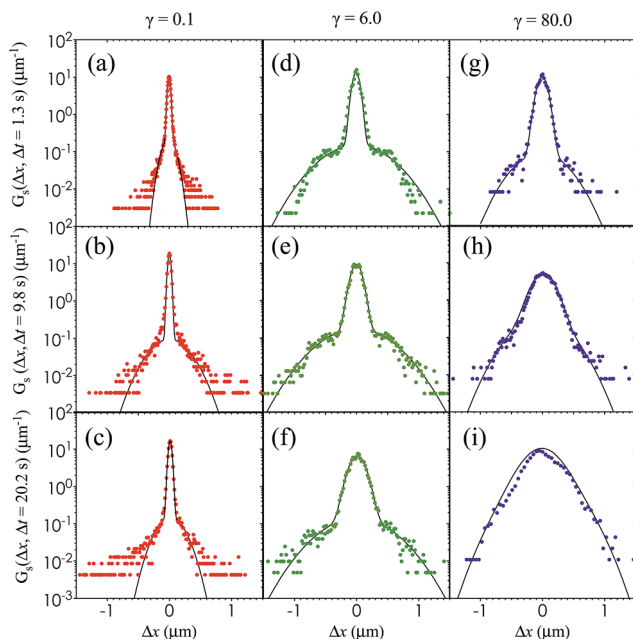 γ = 0.1 γ = 6.0 γ = 80.0
G_s(Δx, Δt = 1.3 s) (μm⁻¹)
10² 10¹ 10⁰ 10⁻¹ 10⁻² 10²
(a) (d) (g)
G_s (Δx, Δt = 9.8 s) (μm⁻¹)
10¹ 10⁰ 10⁻¹ 10⁻² 10²
(b) (e) (h)
G_s(Δx, Δt = 20.2 s) (μm⁻¹)
10¹ 10⁰ 10⁻¹ 10⁻² 10⁻³
(c) (f) (i)
-1 0 1 -1 0 1 -1 0 1
Δx (μm) Δx (μm) Δx (μm)